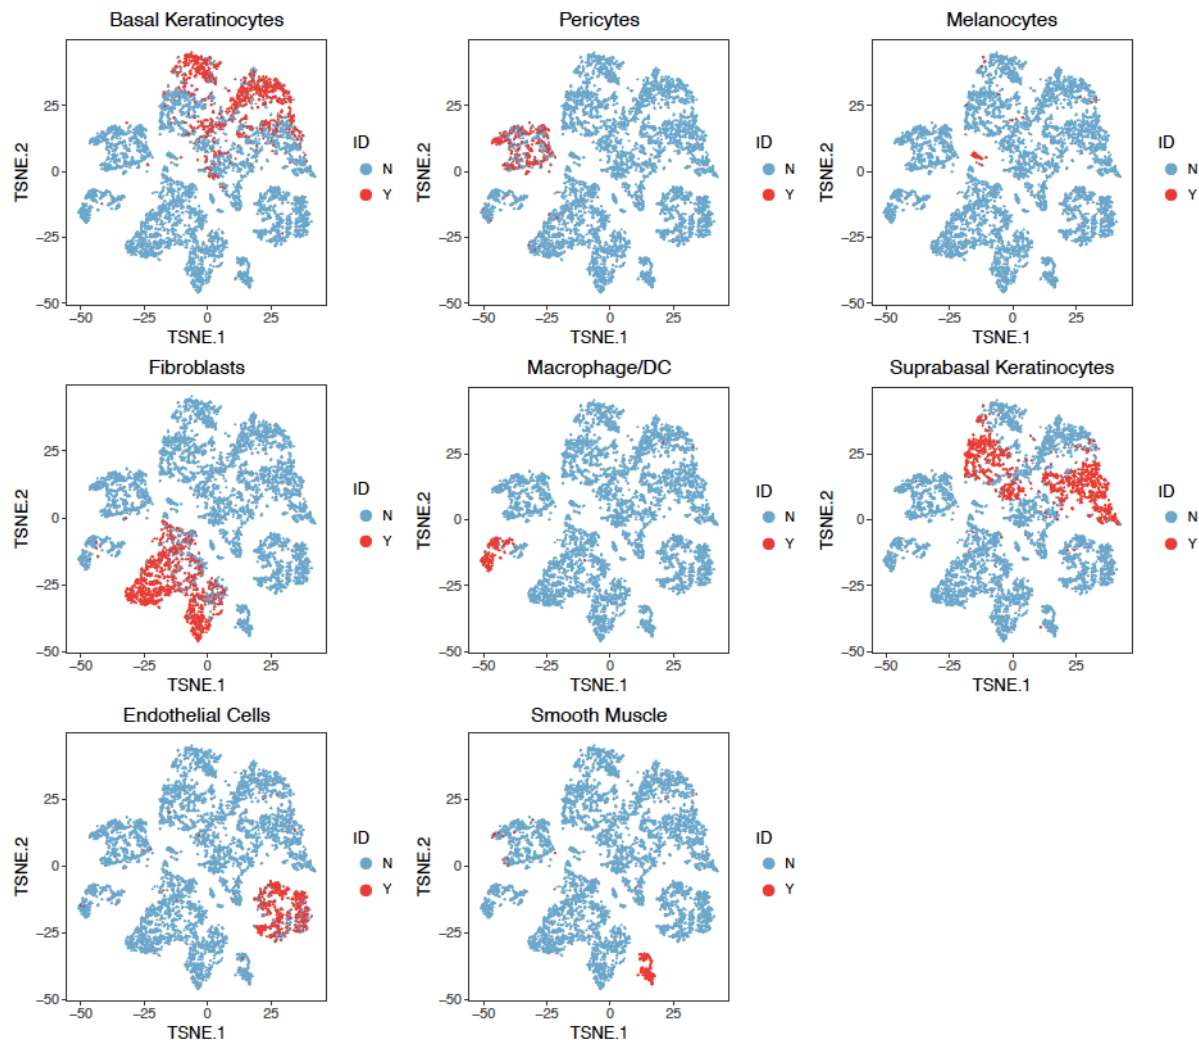 Basal Keratinocytes
TSNE.2
25
0
−25
−50
−50 −25 0 25
TSNE.1
ID
N
Y
Pericytes
TSNE.2
25
0
−25
−50
−50 −25 0 25
TSNE.1
ID
N
Y
Melanocytes
TSNE.2
25
0
−25
−50
−50 −25 0 25
TSNE.1
ID
N
Y
Fibroblasts
TSNE.2
25
0
−25
−50
−50 −25 0 25
TSNE.1
ID
N
Y
Macrophage/DC
TSNE.2
25
0
−25
−50
−50 −25 0 25
TSNE.1
ID
N
Y
Suprabasal Keratinocytes
TSNE.2
25
0
−25
−50
−50 −25 0 25
TSNE.1
ID
N
Y
Endothelial Cells
TSNE.2
25
0
−25
−50
−50 −25 0 25
TSNE.1
ID
N
Y
Smooth Muscle
TSNE.2
25
0
−25
−50
−50 −25 0 25
TSNE.1
ID
N
Y